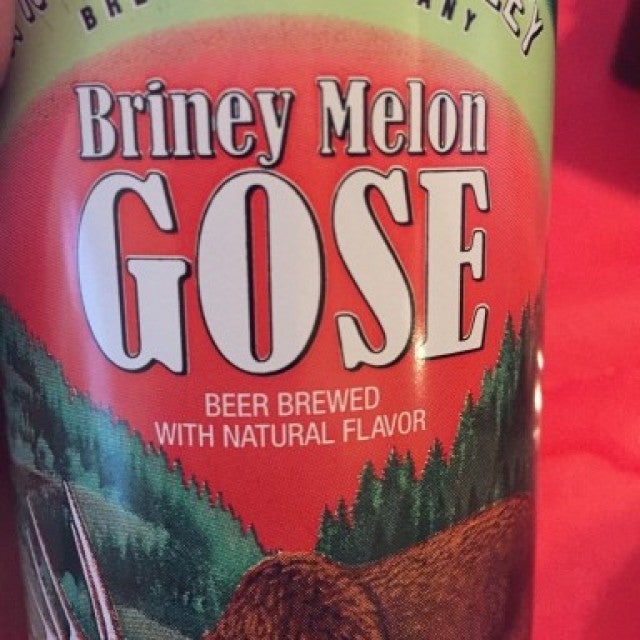 Briney Melon
GOSE
BEER BREWED
WITH NATURAL FLAVOR